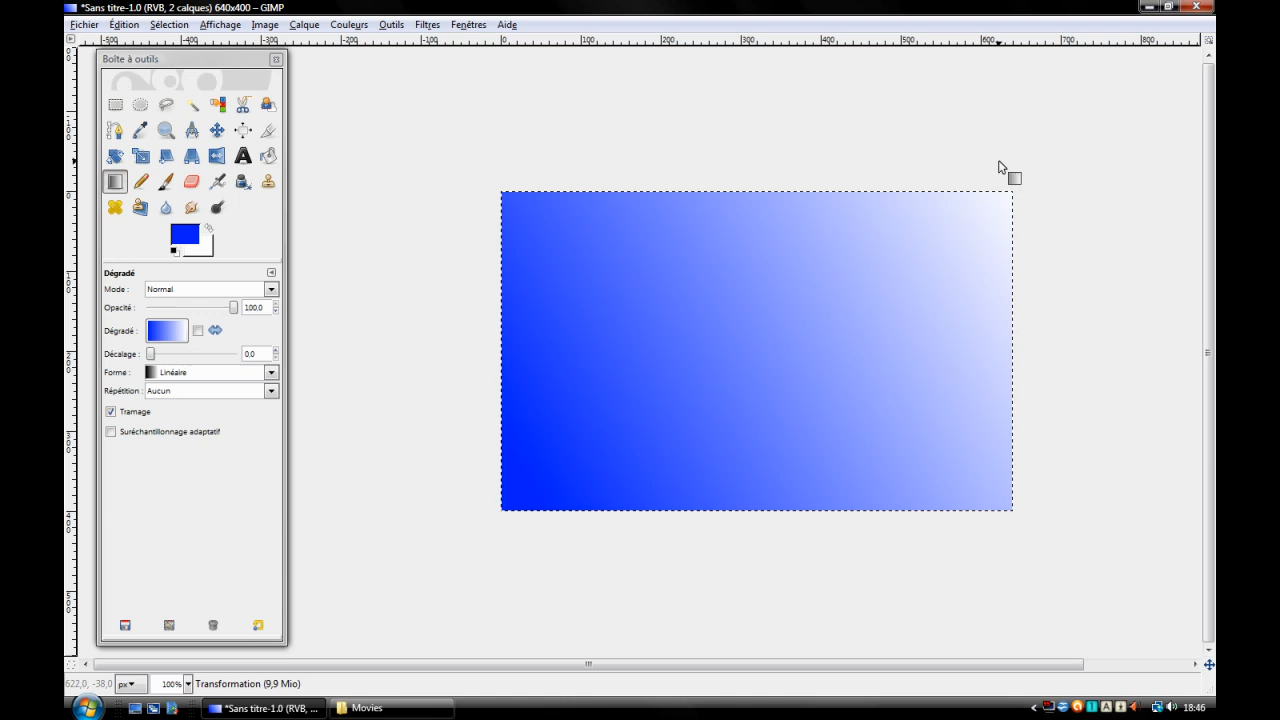 *Sans titre-1.0 (RVB, 2 calques) 640x400 – GIMP
Fichier Édition Sélection Affichage Image Calque Couleurs Outils Filtres Fenêtres Aide
-500 -400 -300 -200 -100 0 100 200 300 400 500 600 700 800
Boîte à outils
Dégradé
Mode : Normal
Opacité : 100,0
Dégradé :
Décalage : 0,0
Forme : Linéaire
Répétition : Aucun
Tramage
Suréchantillonnage adaptatif
622,0, -38,0 px 100% Transformation (9,9 Mio)
*Sans titre-1.0 (RVB, ... Movies 18:46